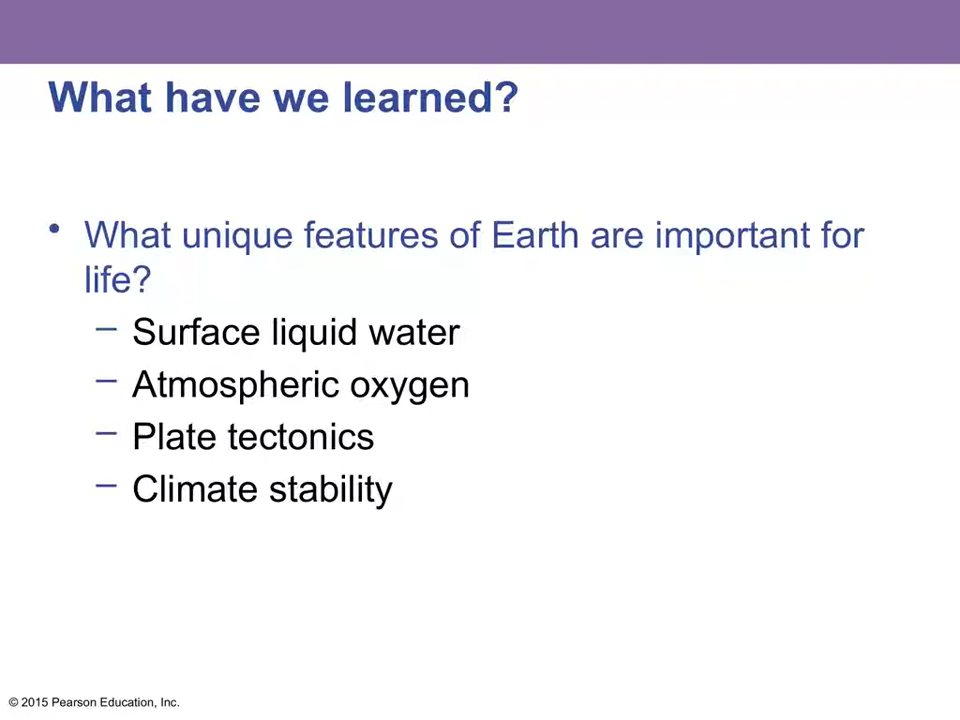 What have we learned?
• What unique features of Earth are important for
life?
– Surface liquid water
– Atmospheric oxygen
– Plate tectonics
– Climate stability
© 2015 Pearson Education, Inc.